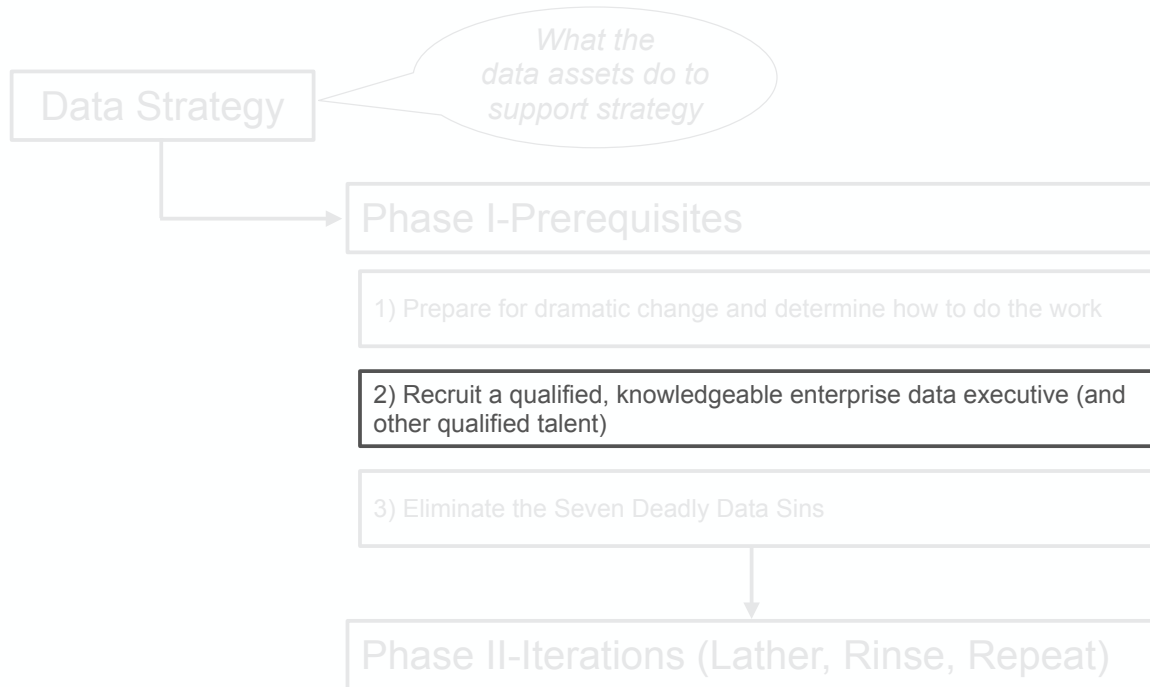 What the
data assets do to
support strategy
Data Strategy
Phase I-Prerequisites
1) Prepare for dramatic change and determine how to do the work
2) Recruit a qualified, knowledgeable enterprise data executive (and
other qualified talent)
3) Eliminate the Seven Deadly Data Sins
Phase II-Iterations (Lather, Rinse, Repeat)